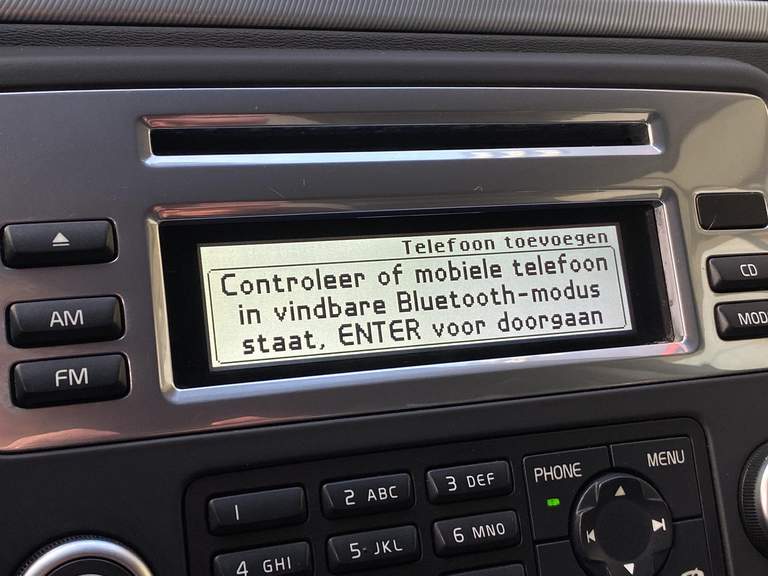 Telefoon toevoegen
Controleer of mobiele telefoon
in vindbare Bluetooth-modus
staat, ENTER voor doorgaan
CD
AM
MOD
FM
PHONE
MENU
1
2 ABC
3 DEF
4 GHI
5 JKL
6 MNO